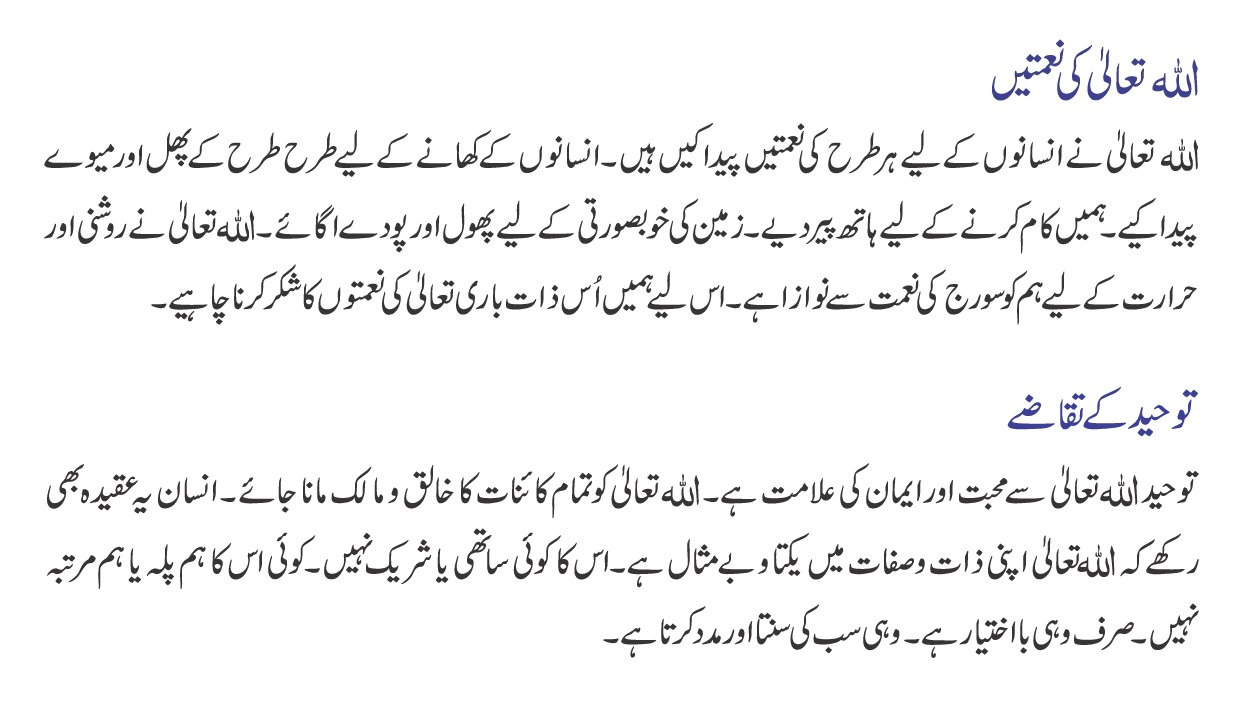 اللہ تعالیٰ کی نعمتیں
اللہ تعالیٰ نے انسانوں کے لیے ہر طرح کی نعمتیں پیدا کیں ہیں۔ انسانوں کے کھانے کے لیے طرح طرح کے پھل اور میوے
پیدا کیے۔ ہمیں کام کرنے کے لیے ہاتھ پیر دیے۔ زمین کی خوبصورتی کے لیے پھول اور پودے اگائے۔ اللہ تعالیٰ نے روشنی اور
حرارت کے لیے ہم کو سورج کی نعمت سے نوازا ہے۔ اس لیے ہمیں اُس ذات باری تعالیٰ کی نعمتوں کا شکر کرنا چاہیے۔
توحید کے تقاضے
توحید اللہ تعالیٰ سے محبت اور ایمان کی علامت ہے۔ اللہ تعالیٰ کو تمام کائنات کا خالق و مالک مانا جائے۔ انسان یہ عقیدہ بھی
رکھے کہ اللہ تعالیٰ اپنی ذات و صفات میں یکتا و بے مثال ہے۔ اس کا کوئی ساتھی یا شریک نہیں۔ کوئی اس کا ہم پلہ یا ہم مرتبہ
نہیں۔ صرف وہی با اختیار ہے۔ وہی سب کی سنتا اور مدد کرتا ہے۔